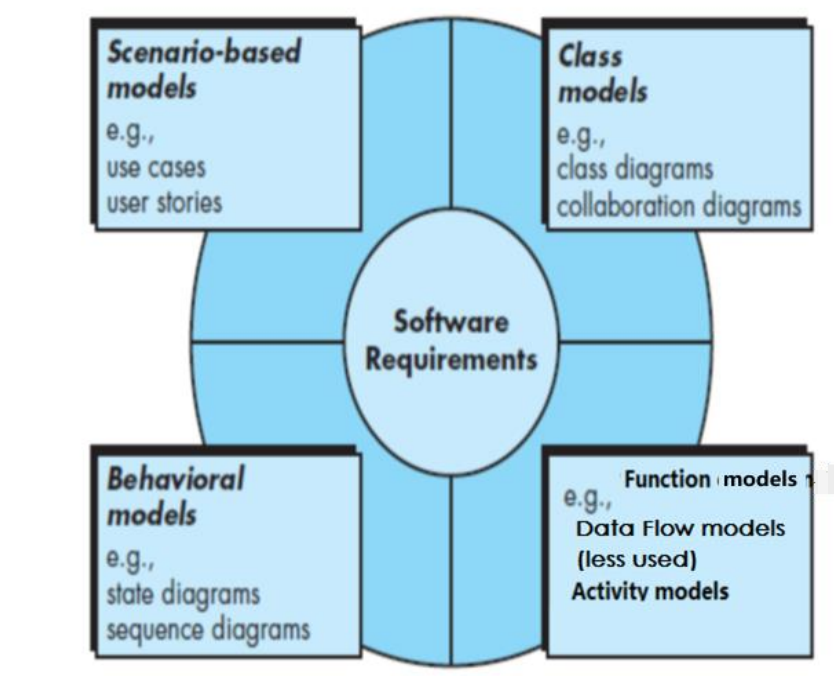 Scenario-based
models
e.g.,
use cases
user stories
Class
models
e.g.,
class diagrams
collaboration diagrams
Software
Requirements
Behavioral
models
e.g.,
state diagrams
sequence diagrams
Function models
e.g.,
Data Flow models
(less used)
Activity models